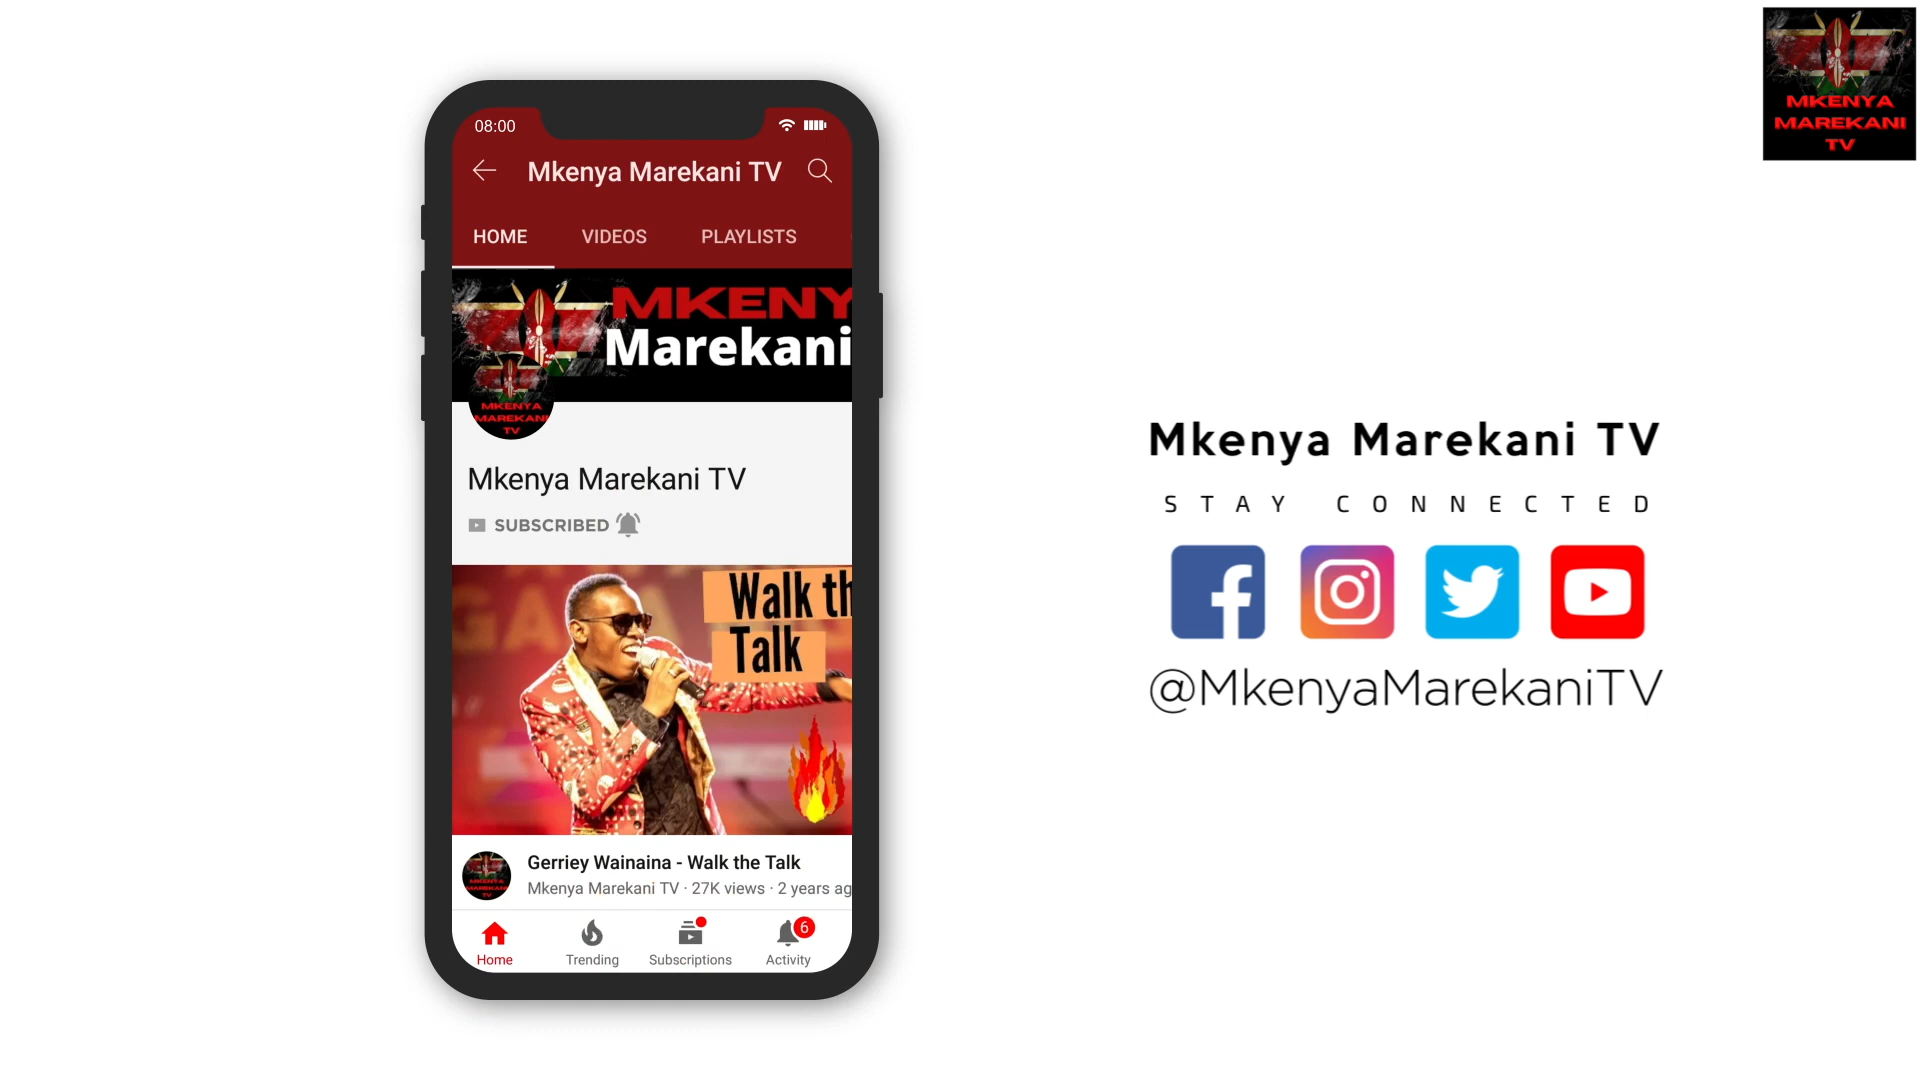 08:00
Mkenya Marekani TV
HOME VIDEOS PLAYLISTS
MKENY
Marekani
MKENYA
MAREKANI
TV
Mkenya Marekani TV
SUBSCRIBED
Walk th
Talk
Gerriey Wainaina - Walk the Talk
Mkenya Marekani TV · 27K views · 2 years ag
6
Home Trending Subscriptions Activity
Mkenya Marekani TV
STAY CONNECTED
@MkenyaMarekaniTV
MKENYA
MAREKANI
TV